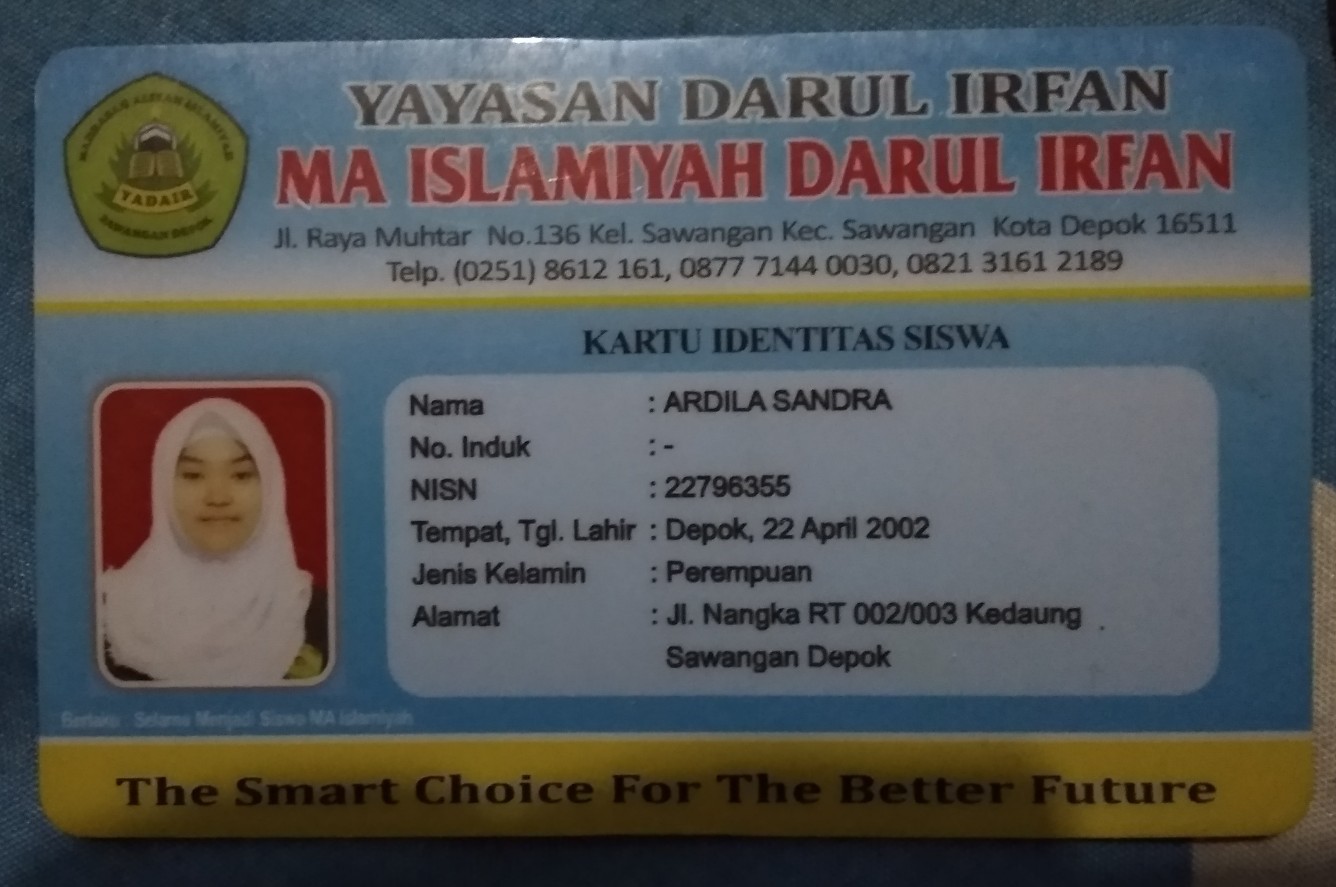 MADRASAH ALIYAH ISLAMIYAH
YADAIR
SAWANGAN DEPOK
YAYASAN DARUL IRFAN
MA ISLAMIYAH DARUL IRFAN
Jl. Raya Muhtar No.136 Kel. Sawangan Kec. Sawangan Kota Depok 16511
Telp. (0251) 8612 161, 0877 7144 0030, 0821 3161 2189
KARTU IDENTITAS SISWA
Nama : ARDILA SANDRA
No. Induk : -
NISN : 22796355
Tempat, Tgl. Lahir : Depok, 22 April 2002
Jenis Kelamin : Perempuan
Alamat : Jl. Nangka RT 002/003 Kedaung
Sawangan Depok
Berlaku : Selama Menjadi Siswa MA Islamiyah
The Smart Choice For The Better Future